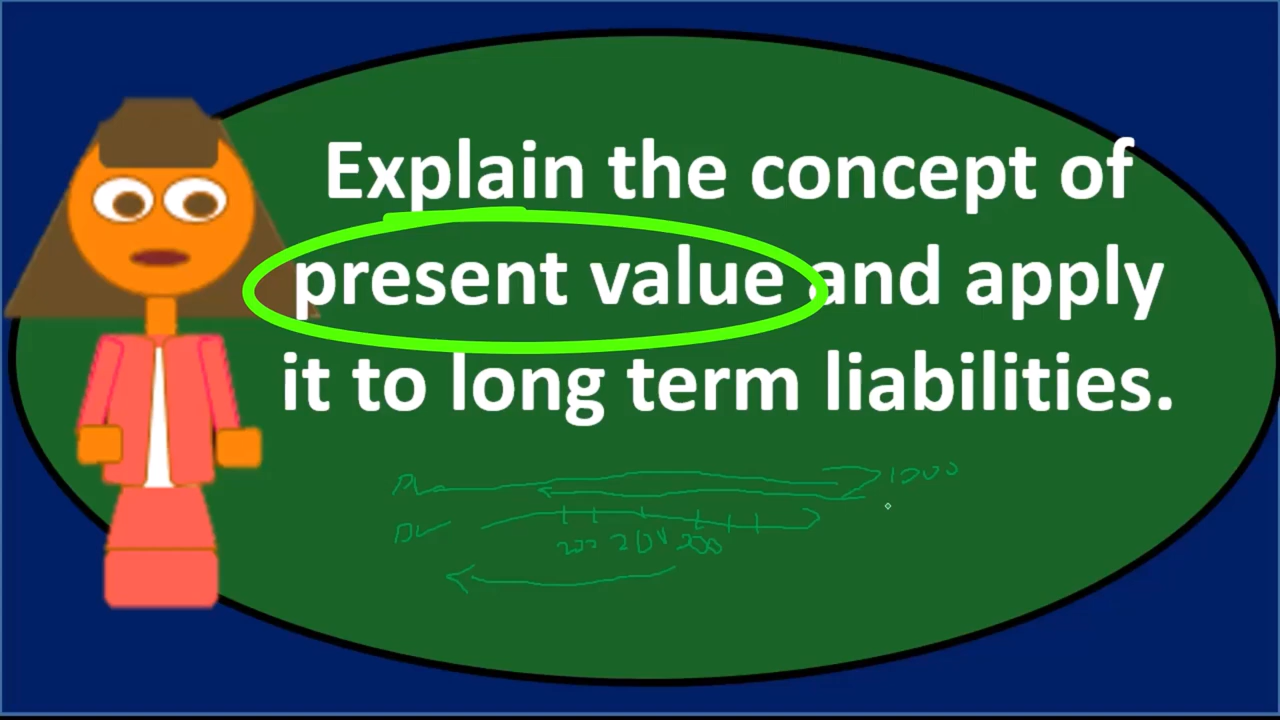 Explain the concept of
present value and apply
it to long term liabilities.
1000